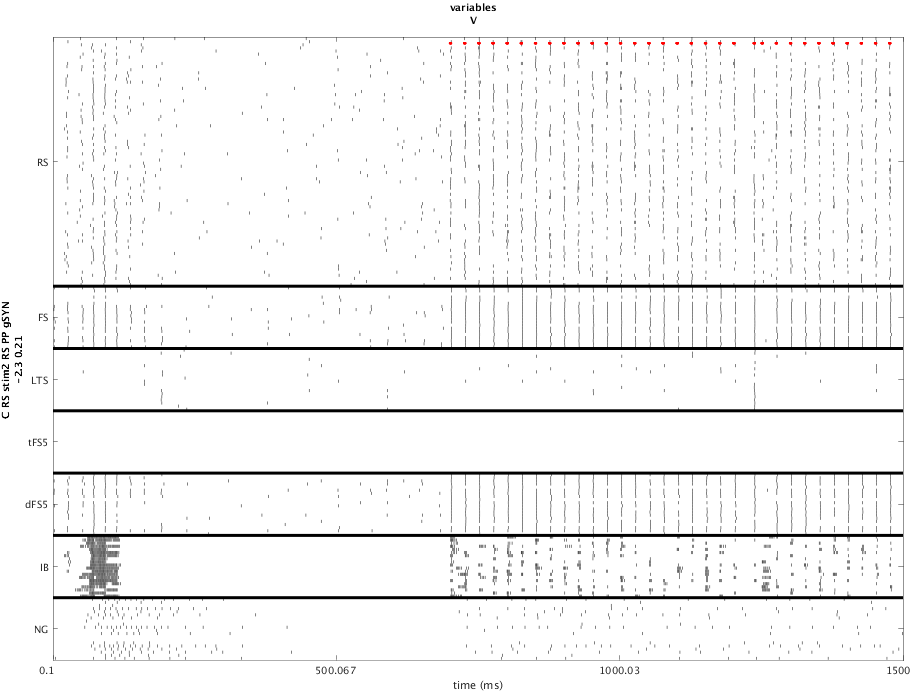 variables
V
RS
FS
LTS
tFS5
dFS5
IB
NG
C RS stim2 RS PP gSYN
-2.3 0.21
0.1
500.067
1000.03
1500
time (ms)